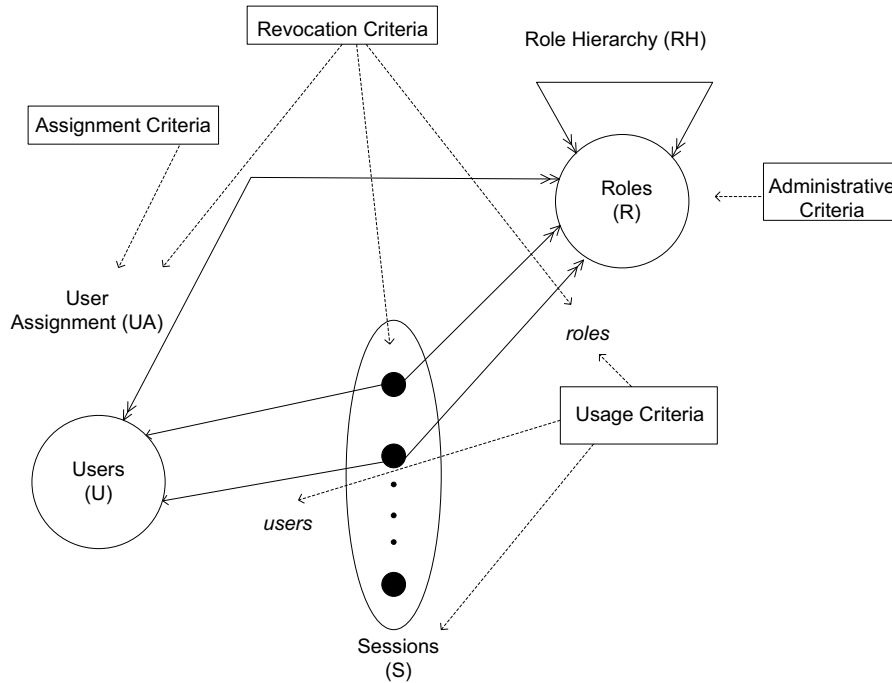 Revocation Criteria
Role Hierarchy (RH)
Assignment Criteria
Roles
(R)
Administrative
Criteria
User
Assignment (UA)
roles
Usage Criteria
Users
(U)
users
Sessions
(S)